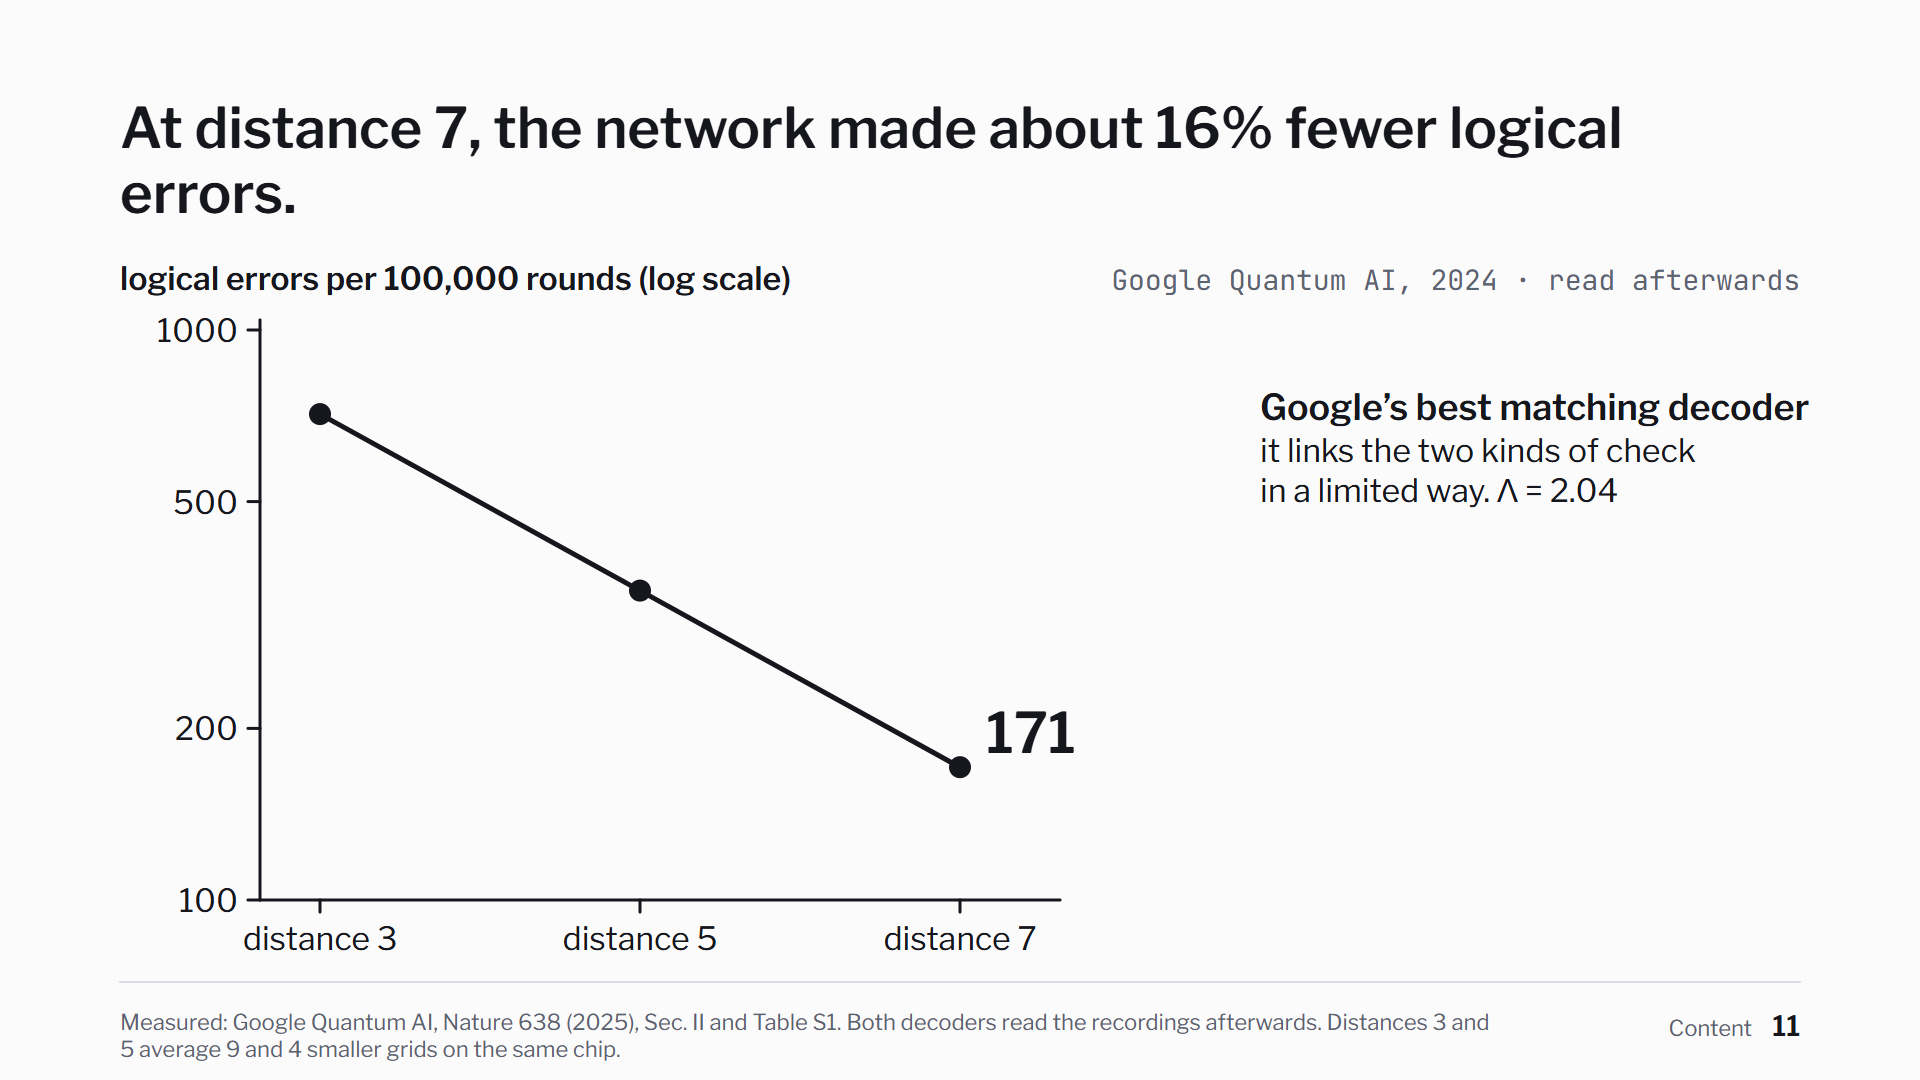 At distance 7, the network made about 16% fewer logical
errors.
logical errors per 100,000 rounds (log scale)
Google Quantum AI, 2024 · read afterwards
1000
500
200
100
171
distance 3
distance 5
distance 7
Google’s best matching decoder
it links the two kinds of check
in a limited way. Λ = 2.04
Measured: Google Quantum AI, Nature 638 (2025), Sec. II and Table S1. Both decoders read the recordings afterwards. Distances 3 and
5 average 9 and 4 smaller grids on the same chip.
Content 11